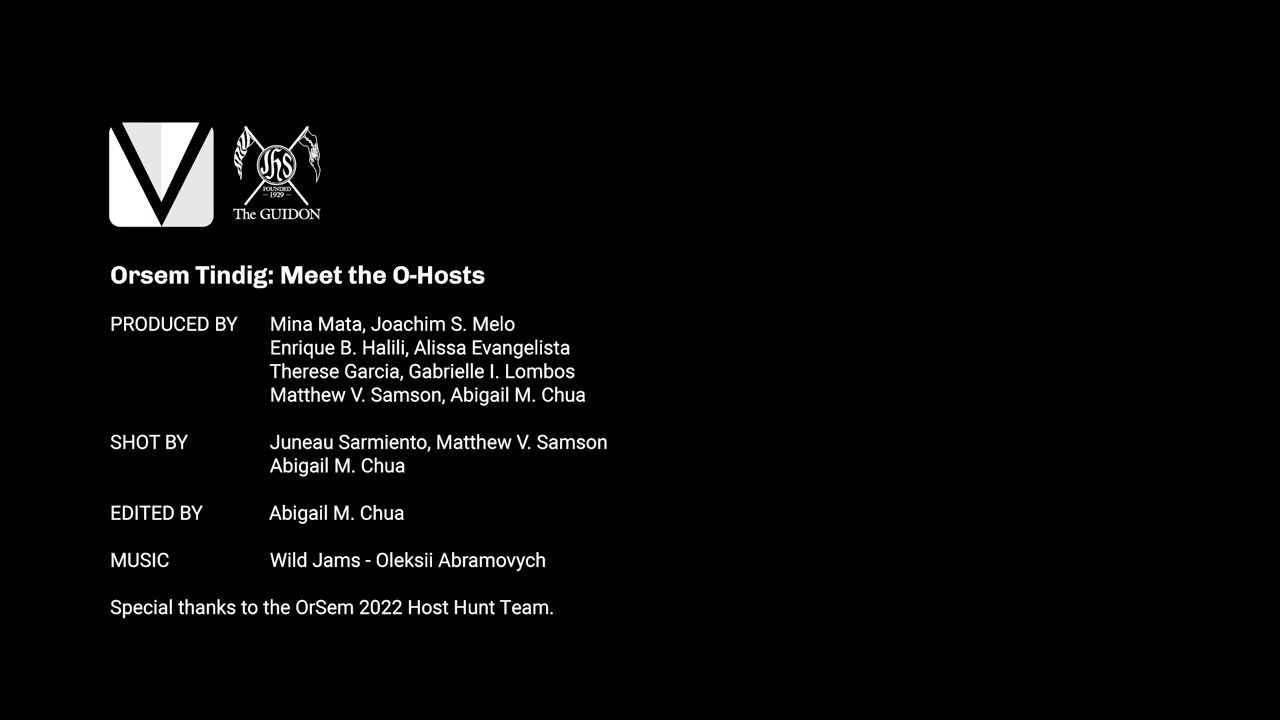 V
Jhs
FOUNDED
1929
The GUIDON
Orsem Tindig: Meet the O-Hosts
PRODUCED BY Mina Mata, Joachim S. Melo
Enrique B. Halili, Alissa Evangelista
Therese Garcia, Gabrielle I. Lombos
Matthew V. Samson, Abigail M. Chua
SHOT BY Juneau Sarmiento, Matthew V. Samson
Abigail M. Chua
EDITED BY Abigail M. Chua
MUSIC Wild Jams - Oleksii Abramovych
Special thanks to the OrSem 2022 Host Hunt Team.